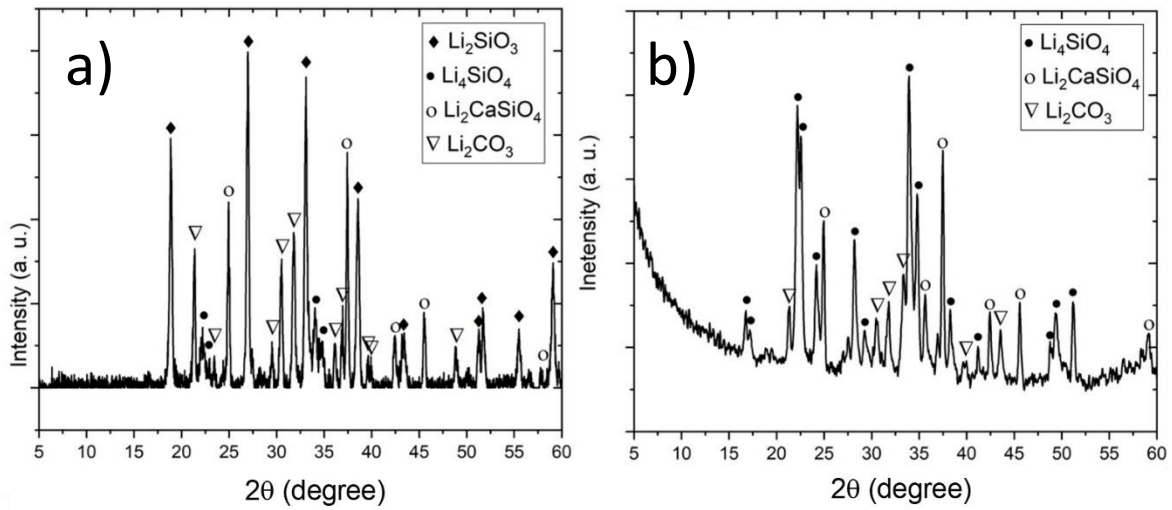 a)
♦ Li₂SiO₃
● Li₄SiO₄
o Li₂CaSiO₄
▽ Li₂CO₃
Intensity (a. u.)
5 10 15 20 25 30 35 40 45 50 55 60
2θ (degree)
b)
● Li₄SiO₄
o Li₂CaSiO₄
▽ Li₂CO₃
Inetensity (a. u.)
5 10 15 20 25 30 35 40 45 50 55 60
2θ (degree)